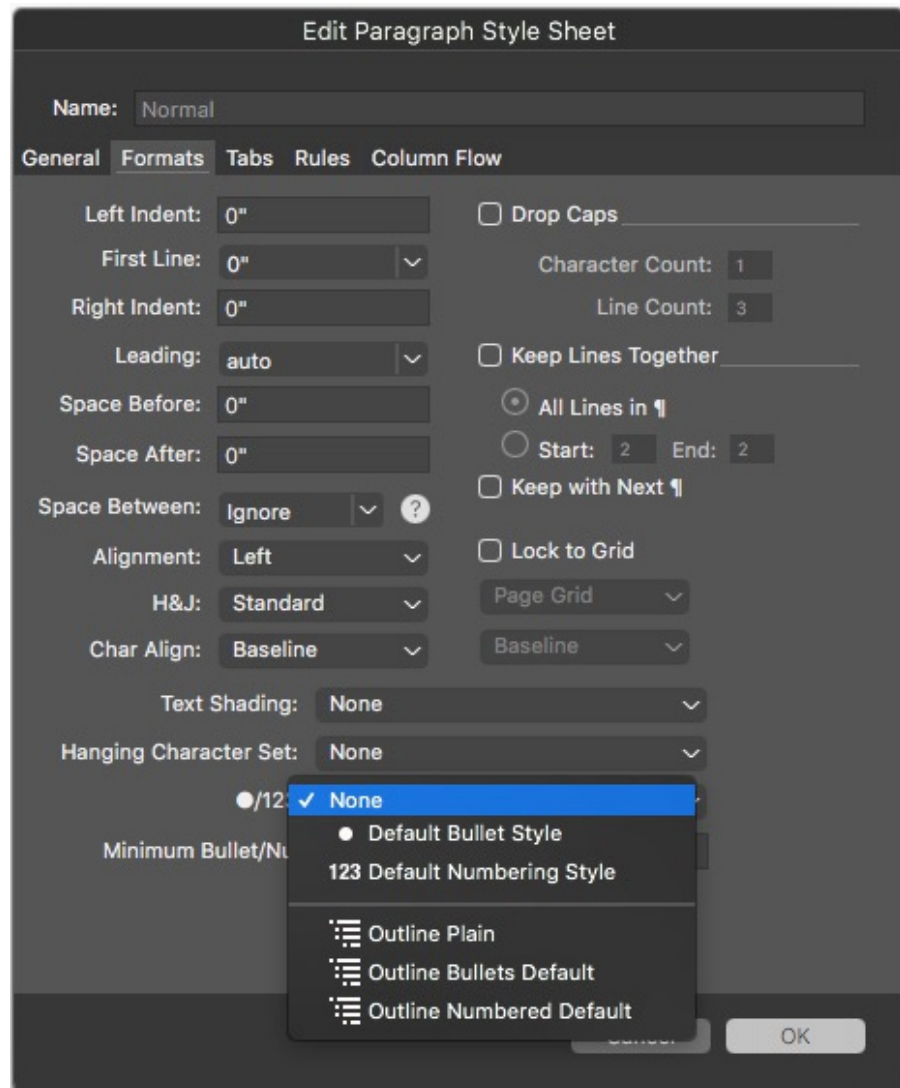 Edit Paragraph Style Sheet
Name: Normal
General Formats Tabs Rules Column Flow
Left Indent: 0"
First Line: 0"
Right Indent: 0"
Leading: auto
Space Before: 0"
Space After: 0"
Space Between: Ignore ?
Alignment: Left
H&J: Standard
Char Align: Baseline
Drop Caps
Character Count: 1
Line Count: 3
Keep Lines Together
All Lines in ¶
Start: 2 End: 2
Keep with Next ¶
Lock to Grid
Page Grid
Baseline
Text Shading: None
Hanging Character Set: None
●/123 ✓ None
● Default Bullet Style
123 Default Numbering Style
Minimum Bullet/Nu
Outline Plain
Outline Bullets Default
Outline Numbered Default
OK